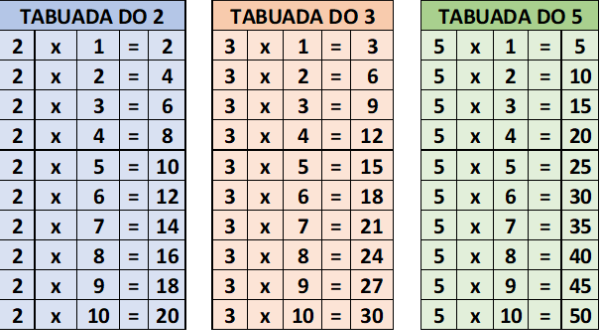 TABUADA DO 2
2 x 1 = 2
2 x 2 = 4
2 x 3 = 6
2 x 4 = 8
2 x 5 = 10
2 x 6 = 12
2 x 7 = 14
2 x 8 = 16
2 x 9 = 18
2 x 10 = 20
TABUADA DO 3
3 x 1 = 3
3 x 2 = 6
3 x 3 = 9
3 x 4 = 12
3 x 5 = 15
3 x 6 = 18
3 x 7 = 21
3 x 8 = 24
3 x 9 = 27
3 x 10 = 30
TABUADA DO 5
5 x 1 = 5
5 x 2 = 10
5 x 3 = 15
5 x 4 = 20
5 x 5 = 25
5 x 6 = 30
5 x 7 = 35
5 x 8 = 40
5 x 9 = 45
5 x 10 = 50